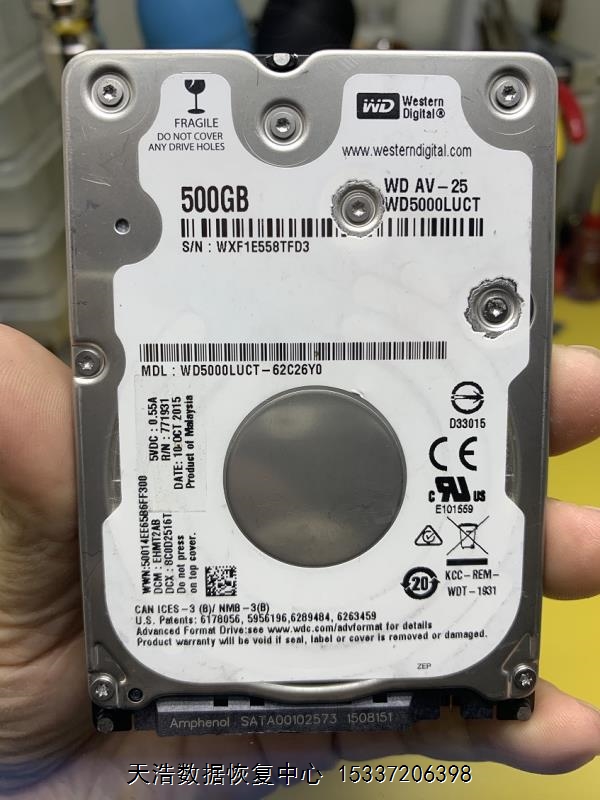 FRAGILE
DO NOT COVER
ANY DRIVE HOLES
WD Western
Digital®
www.westerndigital.com
500GB
WD AV-25
WD5000LUCT
S/N : WXF1E558TFD3
MDL : WD5000LUCT-62C26Y0
5VDC : 0.55A
R/N : 771931
DATE: 10 OCT 2015
Product of Malaysia
WWN:50014EE65B6FF300
DCM : EHMT2AB
DCX : 8C0D2516T
Do not press
on top cover.
D33015
CE
c RU us
E101559
20
KCC-REM-
WDT-1931
CAN ICES-3 (B)/ NMB-3(B)
U.S. Patents: 6178056, 5956196,6289484, 6263459
Advanced Format Drive:see www.wdc.com/advformat for details
Product warranty will be void if seal, label or cover is removed or damaged.
ZEP
Amphenol SATA00102573 1508151
天浩数据恢复中心 15337206398